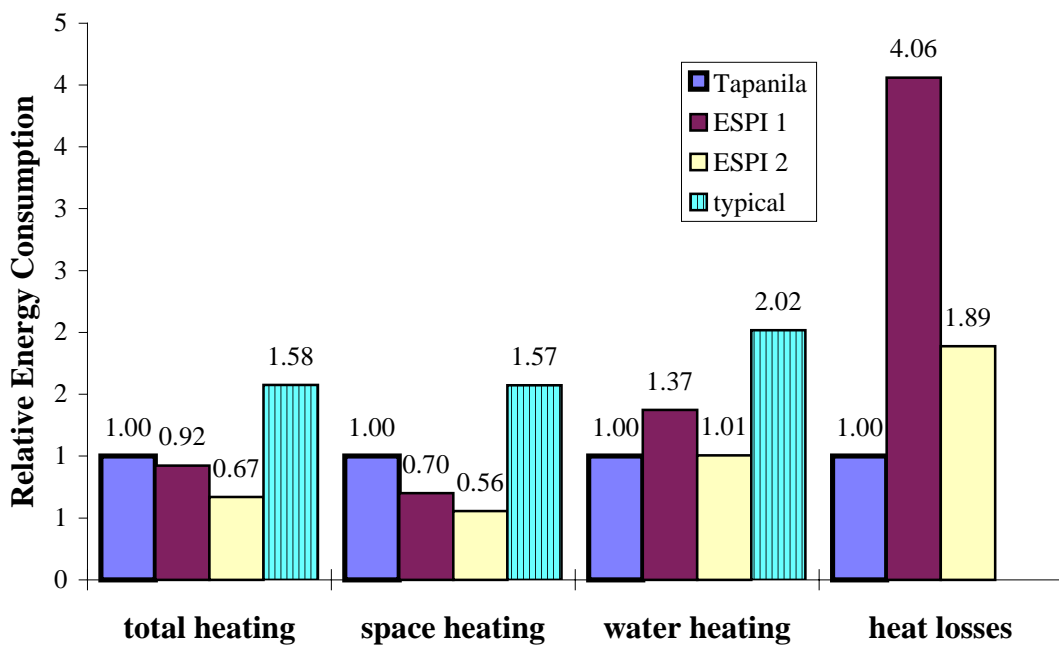 5
4
4
3
3
2
2
1
1
0
Relative Energy Consumption
Tapanila
ESPI 1
ESPI 2
typical
1.00
0.92
0.67
1.58
1.00
0.70
0.56
1.57
1.00
1.37
1.01
2.02
1.00
4.06
1.89
total heating
space heating
water heating
heat losses